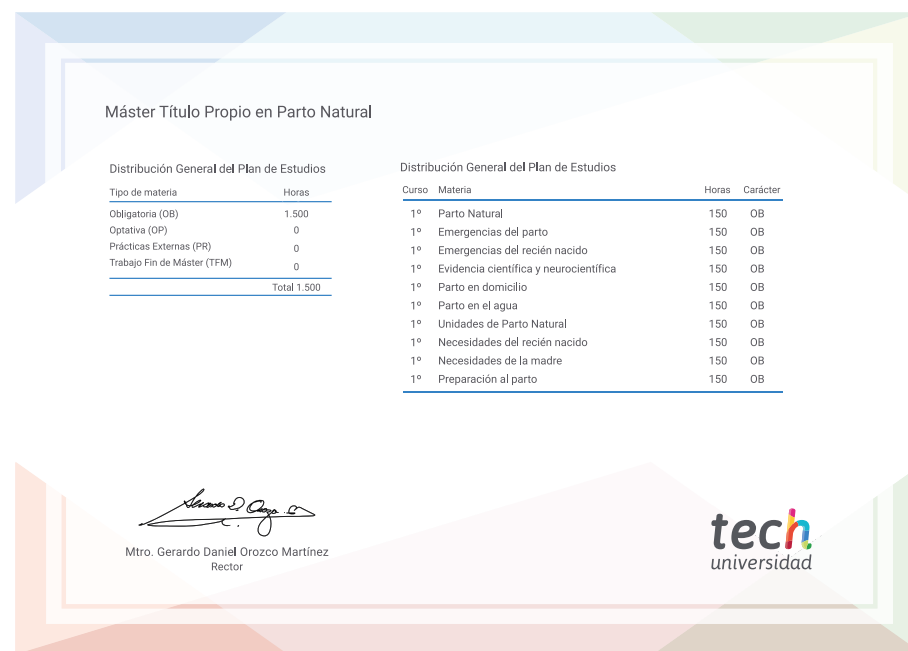 Máster Título Propio en Parto Natural
Distribución General del Plan de Estudios
Tipo de materia Horas
Obligatoria (OB) 1.500
Optativa (OP) 0
Prácticas Externas (PR) 0
Trabajo Fin de Máster (TFM) 0
Total 1.500
Distribución General del Plan de Estudios
Curso Materia Horas Carácter
1º Parto Natural 150 OB
1º Emergencias del parto 150 OB
1º Emergencias del recién nacido 150 OB
1º Evidencia científica y neurocientífica 150 OB
1º Parto en domicilio 150 OB
1º Parto en el agua 150 OB
1º Unidades de Parto Natural 150 OB
1º Necesidades del recién nacido 150 OB
1º Necesidades de la madre 150 OB
1º Preparación al parto 150 OB
Mtro. Gerardo Daniel Orozco Martínez
Rector
tech
universidad